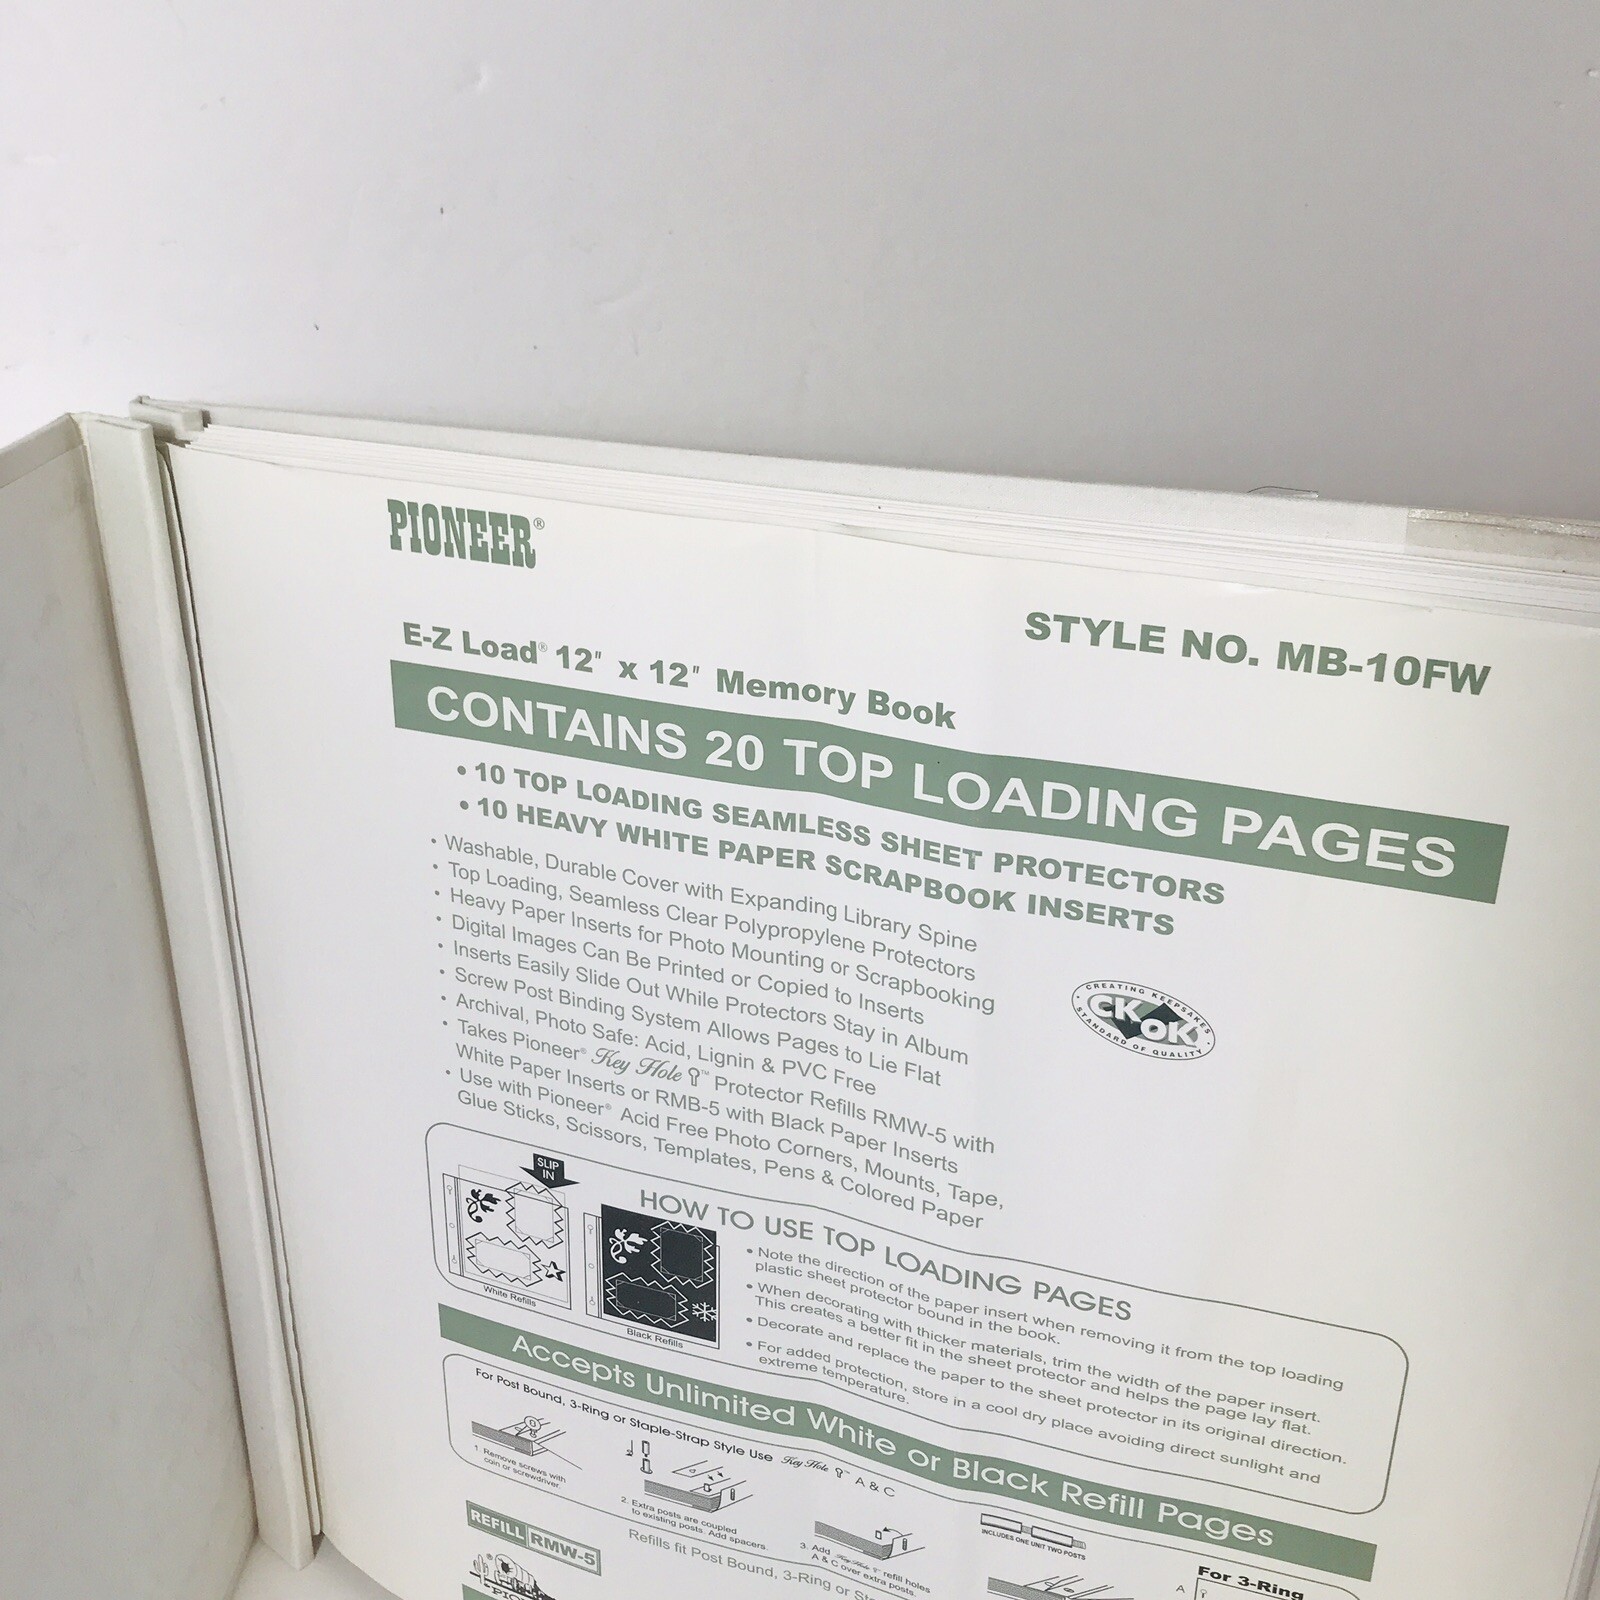 PIONEER®
STYLE NO. MB-10FW
E-Z Load® 12" x 12" Memory Book
CONTAINS 20 TOP LOADING PAGES
• 10 TOP LOADING SEAMLESS SHEET PROTECTORS
• 10 HEAVY WHITE PAPER SCRAPBOOK INSERTS
• Washable, Durable Cover with Expanding Library Spine
• Top Loading, Seamless Clear Polypropylene Protectors
• Heavy Paper Inserts for Photo Mounting or Scrapbooking
• Digital Images Can Be Printed or Copied to Inserts
• Inserts Easily Slide Out While Protectors Stay in Album
• Screw Post Binding System Allows Pages to Lie Flat
• Archival, Photo Safe: Acid, Lignin & PVC Free
• Takes Pioneer® Key Hole ™ Protector Refills RMW-5 with
White Paper Inserts or RMB-5 with Black Paper Inserts
• Use with Pioneer® Acid Free Photo Corners, Mounts, Tape,
Glue Sticks, Scissors, Templates, Pens & Colored Paper
CREATING KEEPSAKES
CK OK
STANDARD OF QUALITY
SLIP
IN
White Refills
Black Refills
HOW TO USE TOP LOADING PAGES
• Note the direction of the paper insert when removing it from the top loading
plastic sheet protector bound in the book.
• When decorating with thicker materials, trim the width of the paper insert.
This creates a better fit in the sheet protector and helps the page lay flat.
• Decorate and replace the paper to the sheet protector in its original direction.
• For added protection, store in a cool dry place avoiding direct sunlight and
extreme temperature.
Accepts Unlimited White or Black Refill Pages
For Post Bound, 3-Ring or Staple-Strap Style Use Key Hole ™ A & C
1. Remove screws with
coin or screwdriver.
2. Extra posts are coupled
to existing posts. Add spacers.
3. Add Key Hole ™ refill holes
A & C over extra posts.
INCLUDES ONE UNIT TWO POSTS
For 3-Ring
A
REFILL RMW-5
Refills fit Post Bound, 3-Ring or